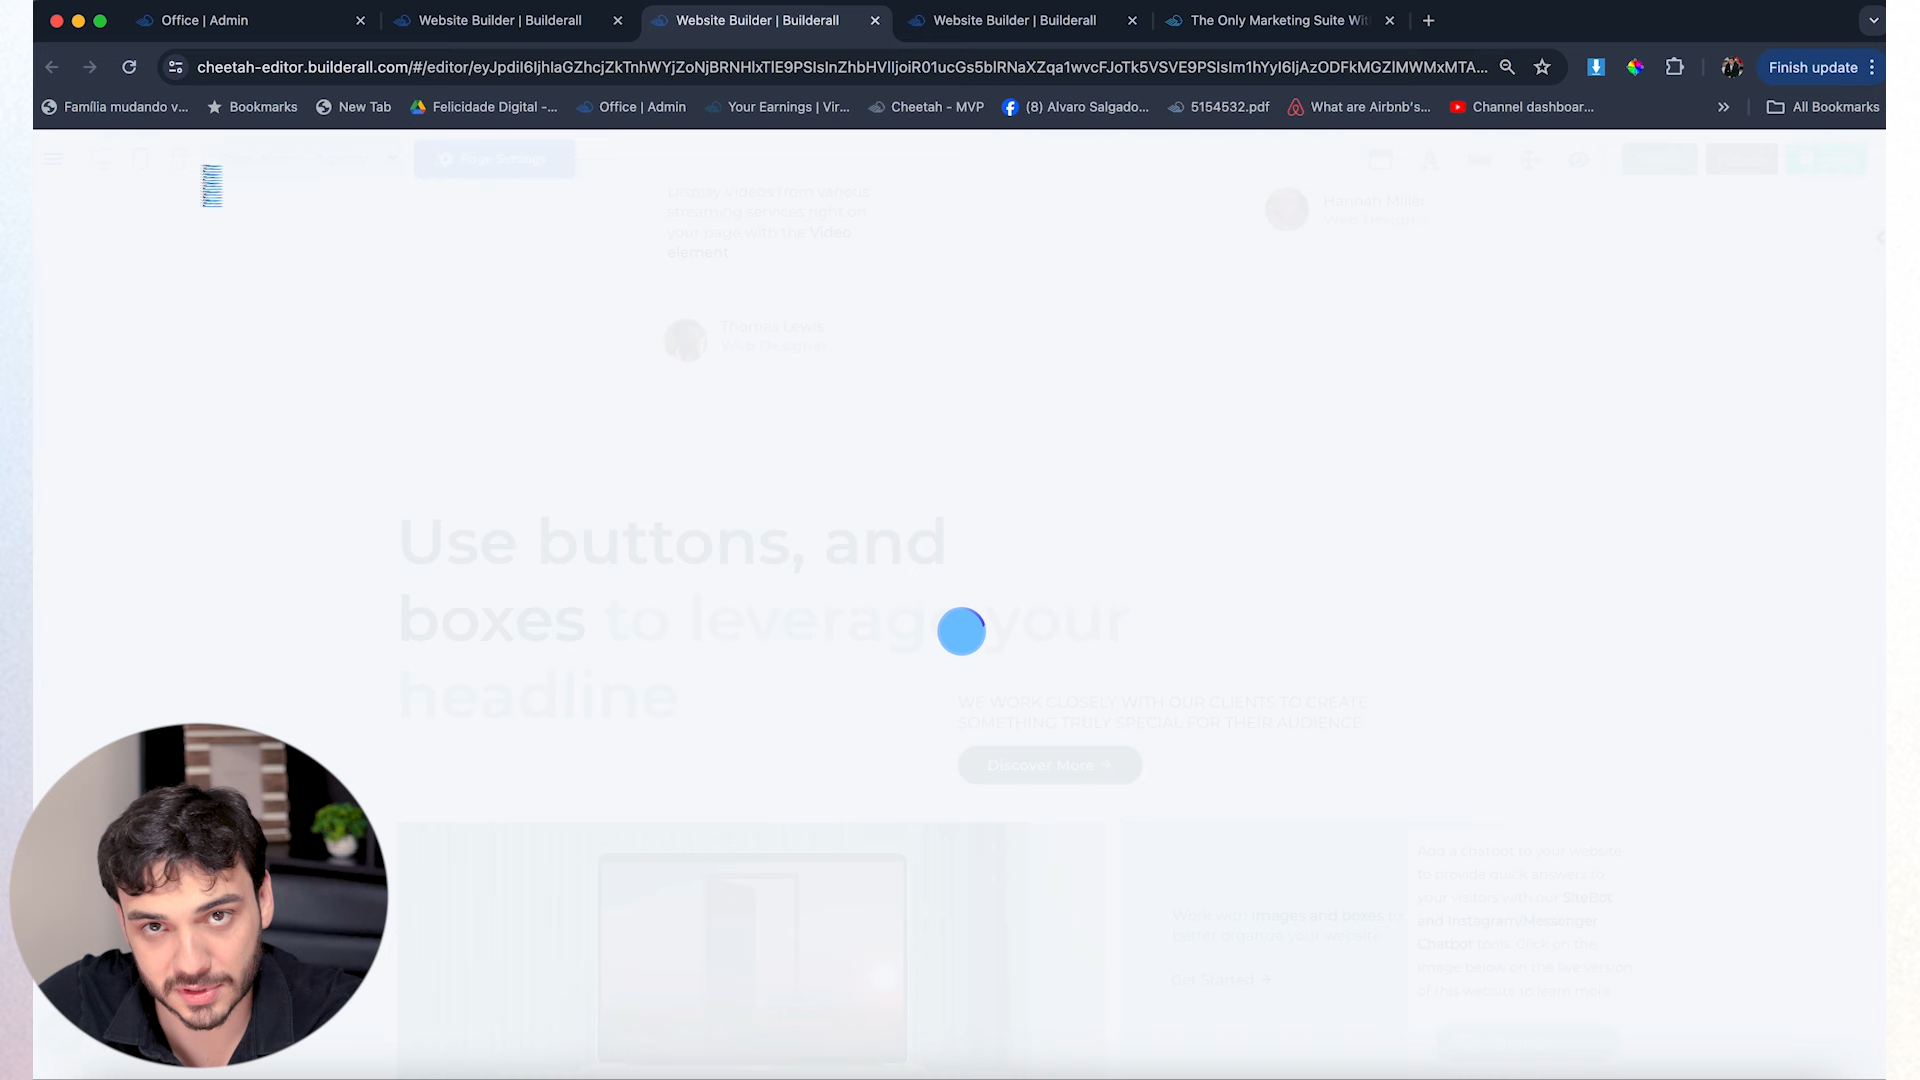 Office | Admin
Website Builder | Builderall
Website Builder | Builderall
Website Builder | Builderall
The Only Marketing Suite Wit
cheetah-editor.builderall.com/#/editor/eyJpdiI6IjhIaGZhcjZkTnhWYjZoNjBRNHIxTlE9PSIsInZhbHVlIjoiR01ucGs5blRNaXZqa1wvcFJoTk5VSVE9PSIsIm1hYyI6IjAzODFkMGZlMWMxMTA...
Finish update
Família mudando v...
Bookmarks
New Tab
Felicidade Digital -...
Office | Admin
Your Earnings | Vir...
Cheetah - MVP
(8) Alvaro Salgado...
5154532.pdf
What are Airbnb's...
Channel dashboar...
All Bookmarks
Page Settings
Display videos from various
streaming services right on
your page with the Video
element
Hannah Miller
Web Designer
Thomas Lewis
Web Designer
Use buttons, and
boxes to leverage your
headline
WE WORK CLOSELY WITH OUR CLIENTS TO CREATE
SOMETHING TRULY SPECIAL FOR THEIR AUDIENCE.
Discover More →
Work with images and boxes to
better organize your website
Get Started →
Add a chatbot to your website
to provide quick answers to
your visitors with our SiteBot
and Instagram/Messenger
Chatbot tools. Click on the
image below on the live version
of this website to learn more